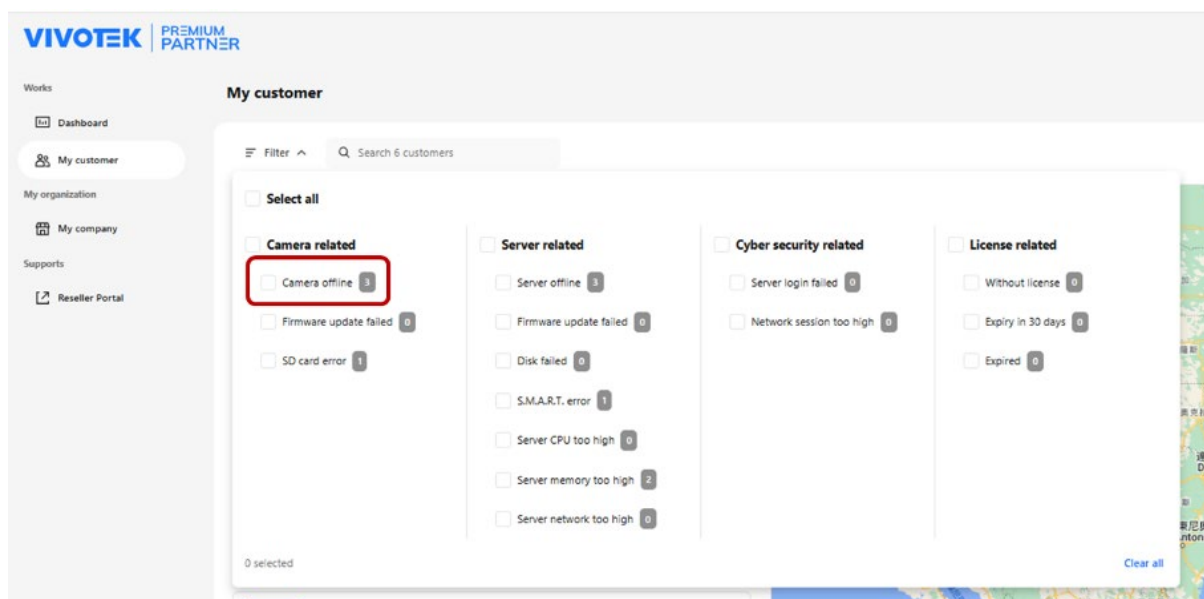 VIVOTEK PREMIUM PARTNER
Works
Dashboard
My customer
My organization
My company
Supports
Reseller Portal
My customer
Filter
Search 6 customers
Select all
Camera related
Camera offline 3
Firmware update failed 0
SD card error 1
Server related
Server offline 3
Firmware update failed 0
Disk failed 0
S.M.A.R.T. error 1
Server CPU too high 0
Server memory too high 2
Server network too high 0
Cyber security related
Server login failed 0
Network session too high 0
License related
Without license 0
Expiry in 30 days 0
Expired 0
0 selected
Clear all